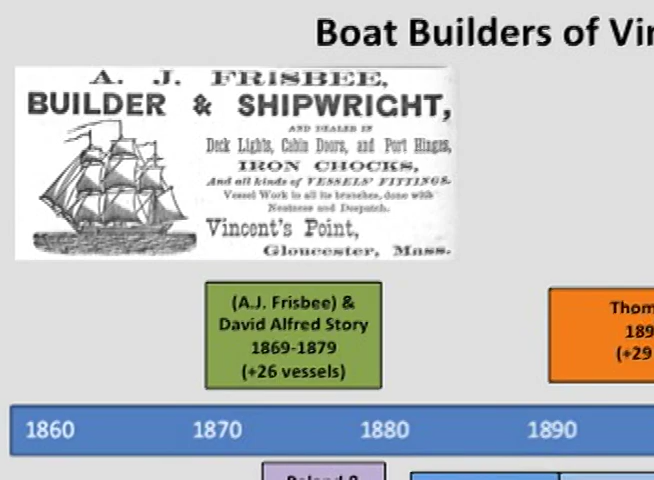 Boat Builders of
A. J. FRISBEE,
BUILDER & SHIPWRIGHT,
AND DEALER IN
Deck Lights, Cabin Doors, and Port Hinges,
IRON CHOCKS,
And all kinds of VESSELS' FITTINGS.
Vessel Work in all its branches, done with
Neatness and Despatch.
Vincent's Point,
Gloucester, Mass.
(A.J. Frisbee) &
David Alfred Story
1869-1879
(+26 vessels)
Thom
189
(+29
1860 1870 1880 1890